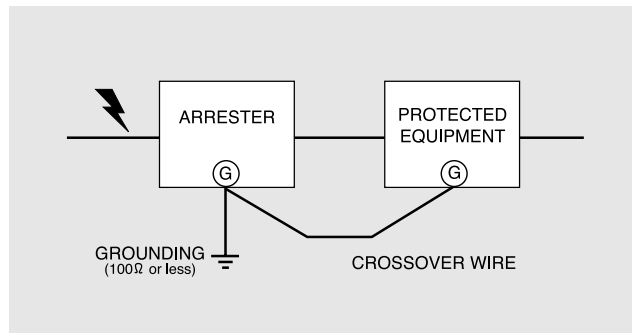 ARRESTER
G
PROTECTED
EQUIPMENT
G
GROUNDING
(100Ω or less)
CROSSOVER WIRE